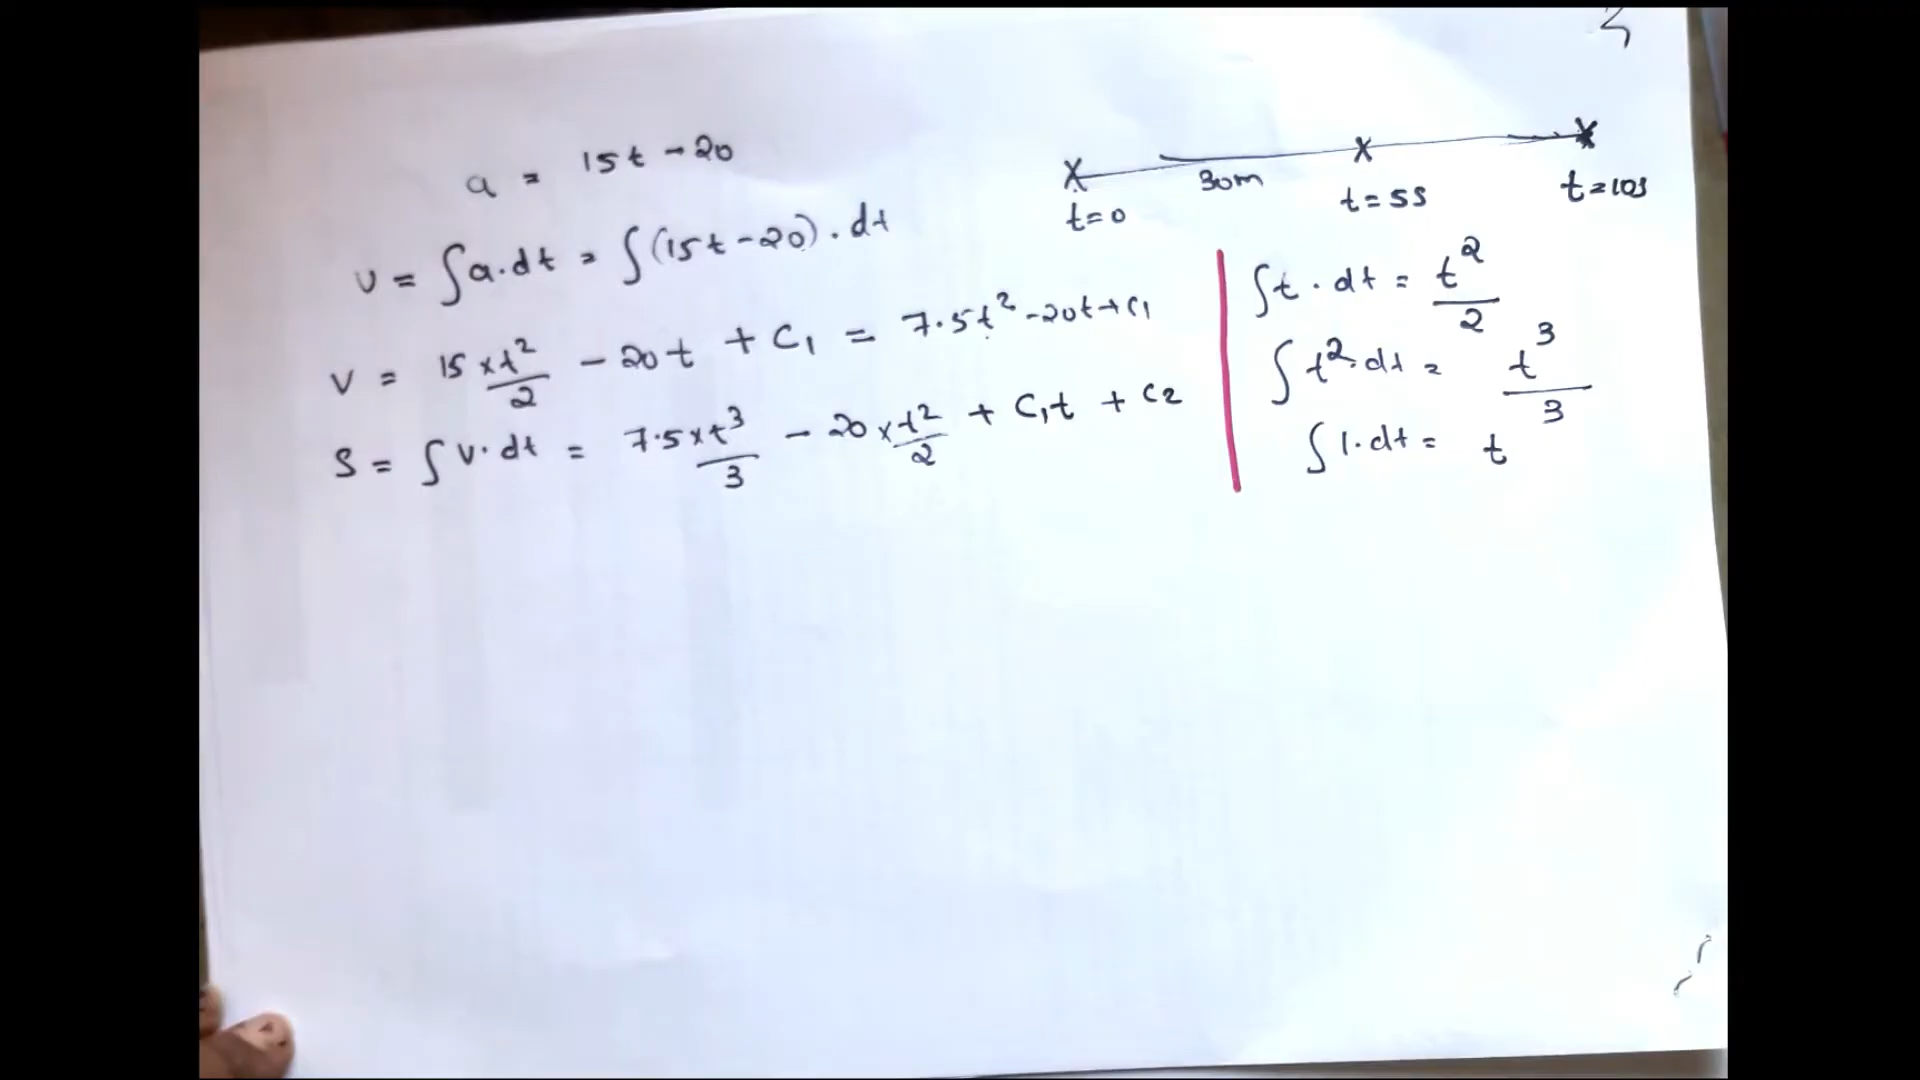 a = 15t - 20
v = ∫a.dt = ∫(15t-20).dt
v = 15 x t²/2 - 20t + C₁ = 7.5t² - 20t + C₁
S = ∫v.dt = 7.5 x t³/3 - 20 x t²/2 + C₁t + C2
30m
t=0 t=5s t=10s
∫t.dt = t²/2
∫t².dt = t³/3
∫1.dt = t